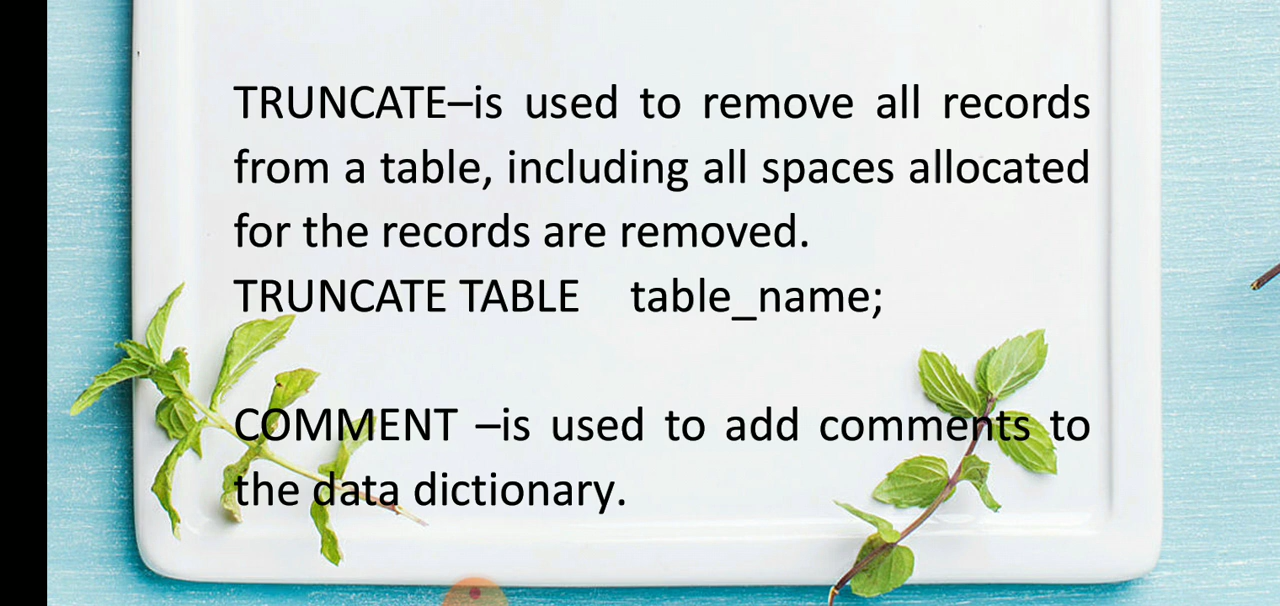 TRUNCATE–is used to remove all records
from a table, including all spaces allocated
for the records are removed.
TRUNCATE TABLE table_name;
COMMENT –is used to add comments to
the data dictionary.